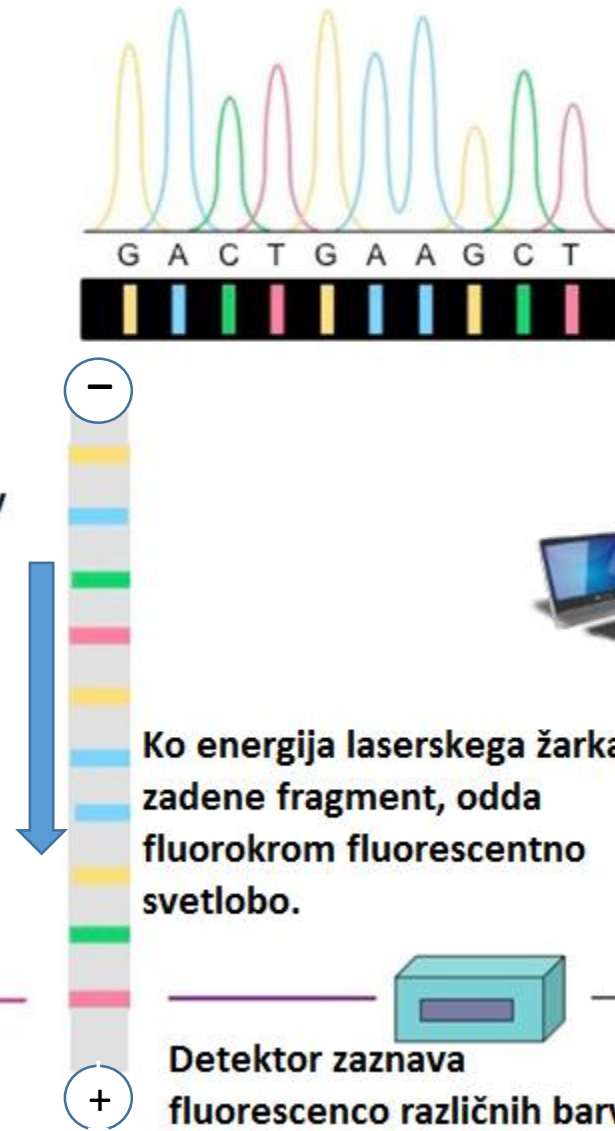 G A C T G A A G C T
−
Ko energija laserskega žarka
zadene fragment, odda
fluorokrom fluorescentno
svetlobo.
Detektor zaznava
fluorescenco različnih barv
+